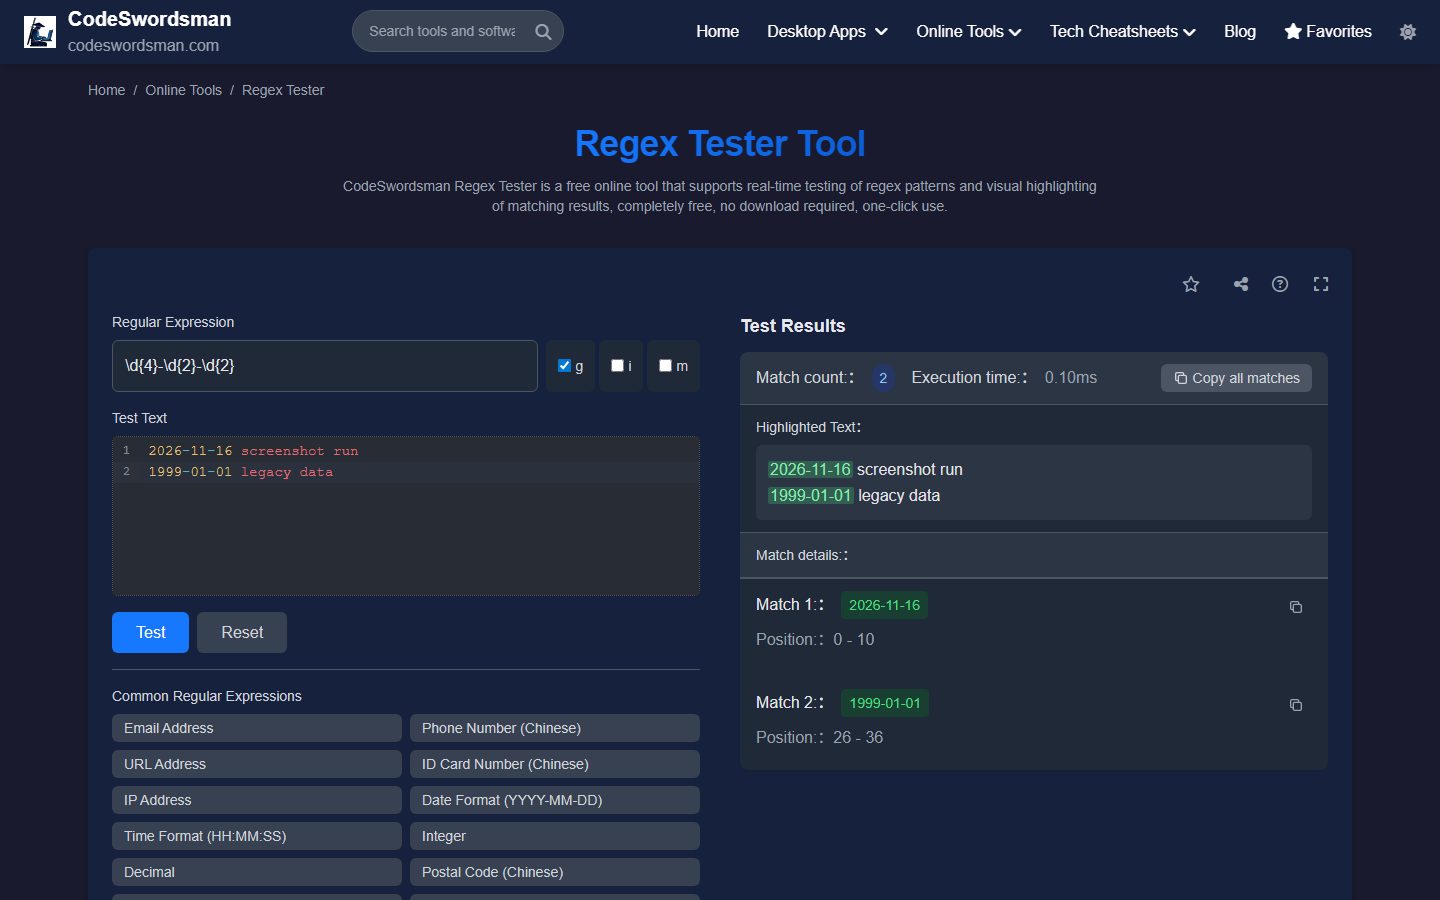 CodeSwordsman
codeswordsman.com
Search tools and softwa
Home
Desktop Apps
Online Tools
Tech Cheatsheets
Blog
Favorites
Home / Online Tools / Regex Tester
Regex Tester Tool
CodeSwordsman Regex Tester is a free online tool that supports real-time testing of regex patterns and visual highlighting
of matching results, completely free, no download required, one-click use.
Regular Expression
\d{4}-\d{2}-\d{2}
g
i
m
Test Text
1 2026-11-16 screenshot run
2 1999-01-01 legacy data
Test
Reset
Common Regular Expressions
Email Address
Phone Number (Chinese)
URL Address
ID Card Number (Chinese)
IP Address
Date Format (YYYY-MM-DD)
Time Format (HH:MM:SS)
Integer
Decimal
Postal Code (Chinese)
Test Results
Match count:： 2 Execution time:： 0.10ms
Copy all matches
Highlighted Text：
2026-11-16 screenshot run
1999-01-01 legacy data
Match details:：
Match 1:： 2026-11-16
Position:： 0 - 10
Match 2:： 1999-01-01
Position:： 26 - 36